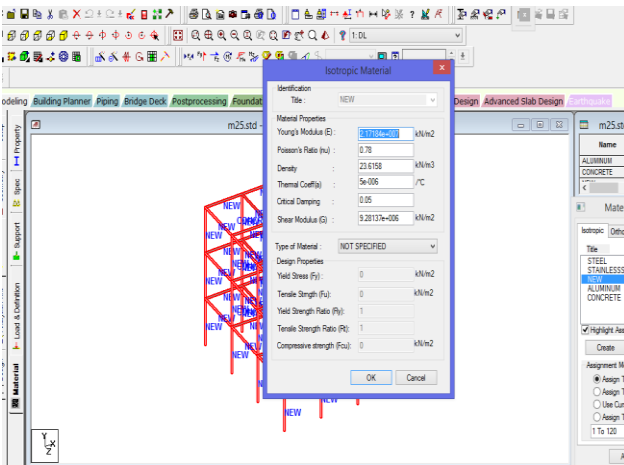 1: DL
odeling Building Planner Piping Bridge Deck Postprocessing Foundat Design Advanced Slab Design Earthquake
m25.std -
m25.st
Property
Spec
Support
Load & Definition
Material
Isotropic Material
Identification
Title : NEW
Material Properties
Young's Modulus (E) : 2.17184e+007 kN/m2
Poisson's Ratio (nu) : 0.78
Density : 23.6158 kN/m3
Thermal Coeff(a) : 5e-006 /°C
Critical Damping : 0.05
Shear Modulus (G) : 9.28137e+006 kN/m2
Type of Material : NOT SPECIFIED
Design Properties
Yield Stress (Fy) : 0 kN/m2
Tensile Strngth (Fu): 0 kN/m2
Yield Strength Ratio (Ry): 1
Tensile Strength Ratio (Rt): 1
Compressive strength (Fcu): 0 kN/m2
OK Cancel
NEW
NEW
NEW
NEW
NEW
NEW
NEW
Y
X
Z
Name
ALUMINUM
CONCRETE
Mate
Isotropic Ortho
Title
STEEL
STAINLESSS
NEW
ALUMINUM
CONCRETE
Highlight Ass
Create
Assignment M
Assign T
Assign T
Use Cur
Assign T
1 To 120